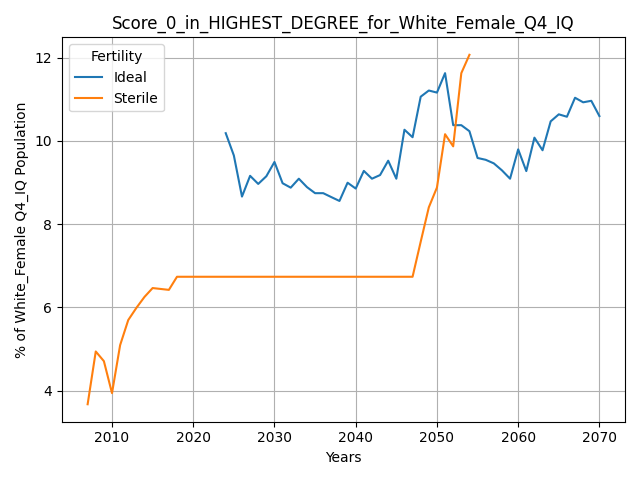 Score_0_in_HIGHEST_DEGREE_for_White_Female_Q4_IQ
Fertility
Ideal
Sterile
% of White_Female Q4_IQ Population
12
10
8
6
4
2010 2020 2030 2040 2050 2060 2070
Years